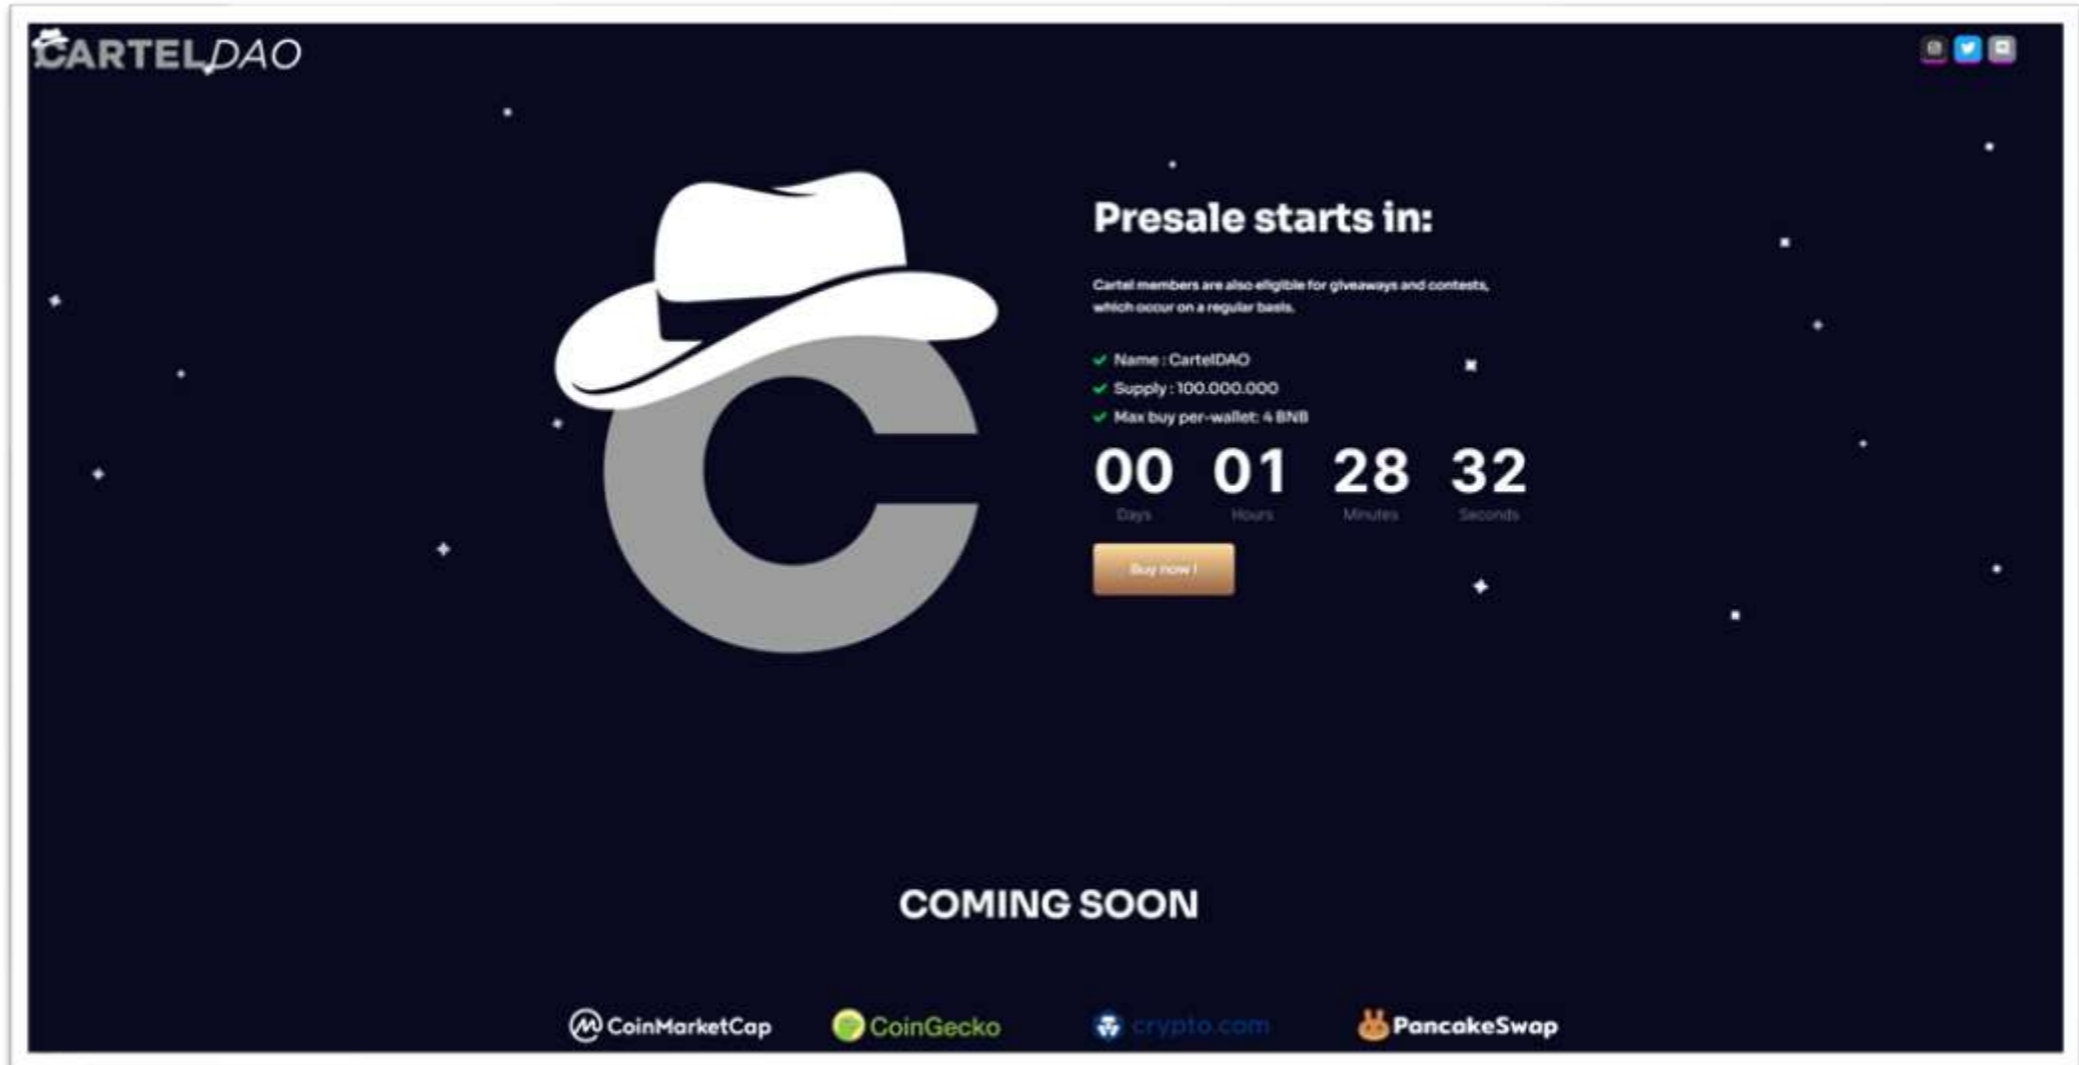 CARTELDAO
Presale starts in:
Cartel members are also eligible for giveaways and contests,
which occur on a regular basis.
Name : CartelDAO
Supply : 100.000.000
Max buy per-wallet: 4 BNB
00 01 28 32
Days Hours Minutes Seconds
Buy now !
COMING SOON
CoinMarketCap CoinGecko crypto.com PancakeSwap